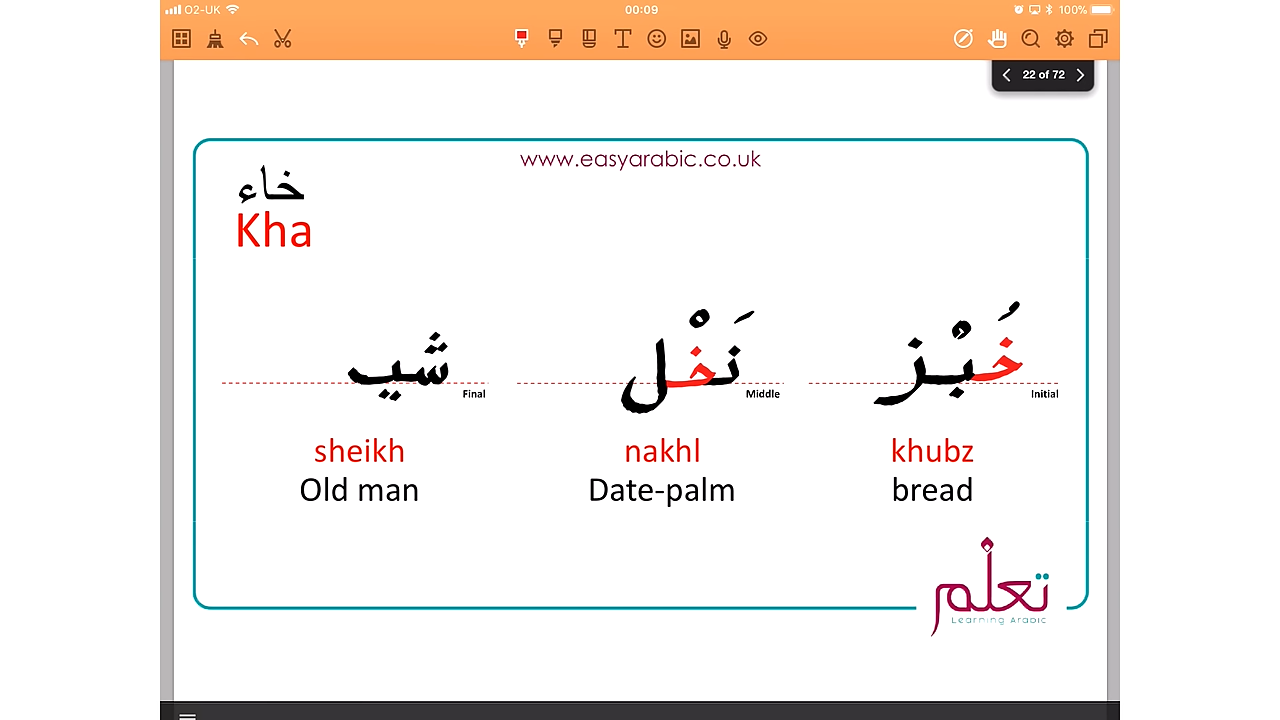 O2-UK
00:09
100%
22 of 72
www.easyarabic.co.uk
خاء
Kha
خُبْز
Initial
نَخْل
Middle
شيـ
Final
khubz
bread
nakhl
Date-palm
sheikh
Old man
تعلم
Learning Arabic